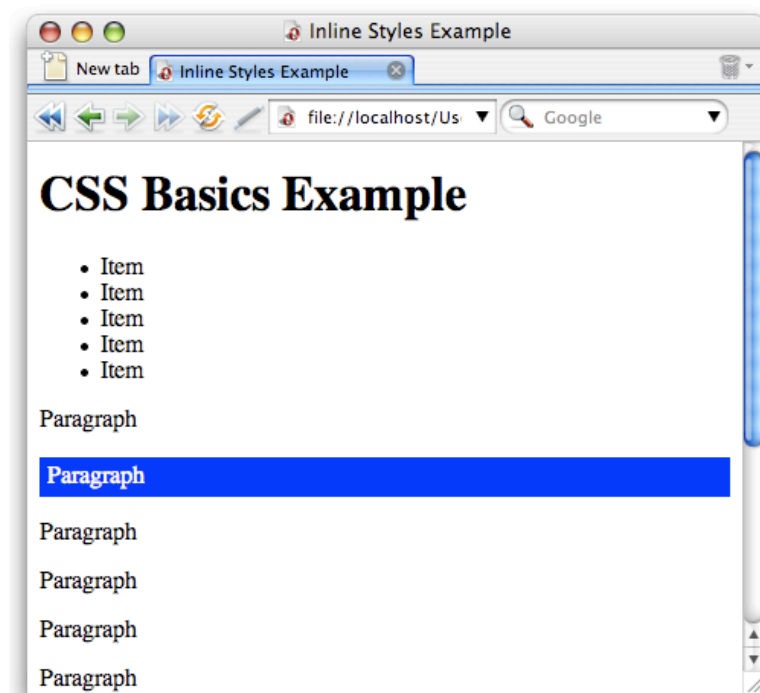 Inline Styles Example
New tab Inline Styles Example
file://localhost/Us Google
CSS Basics Example
• Item
• Item
• Item
• Item
• Item
Paragraph
Paragraph
Paragraph
Paragraph
Paragraph
Paragraph